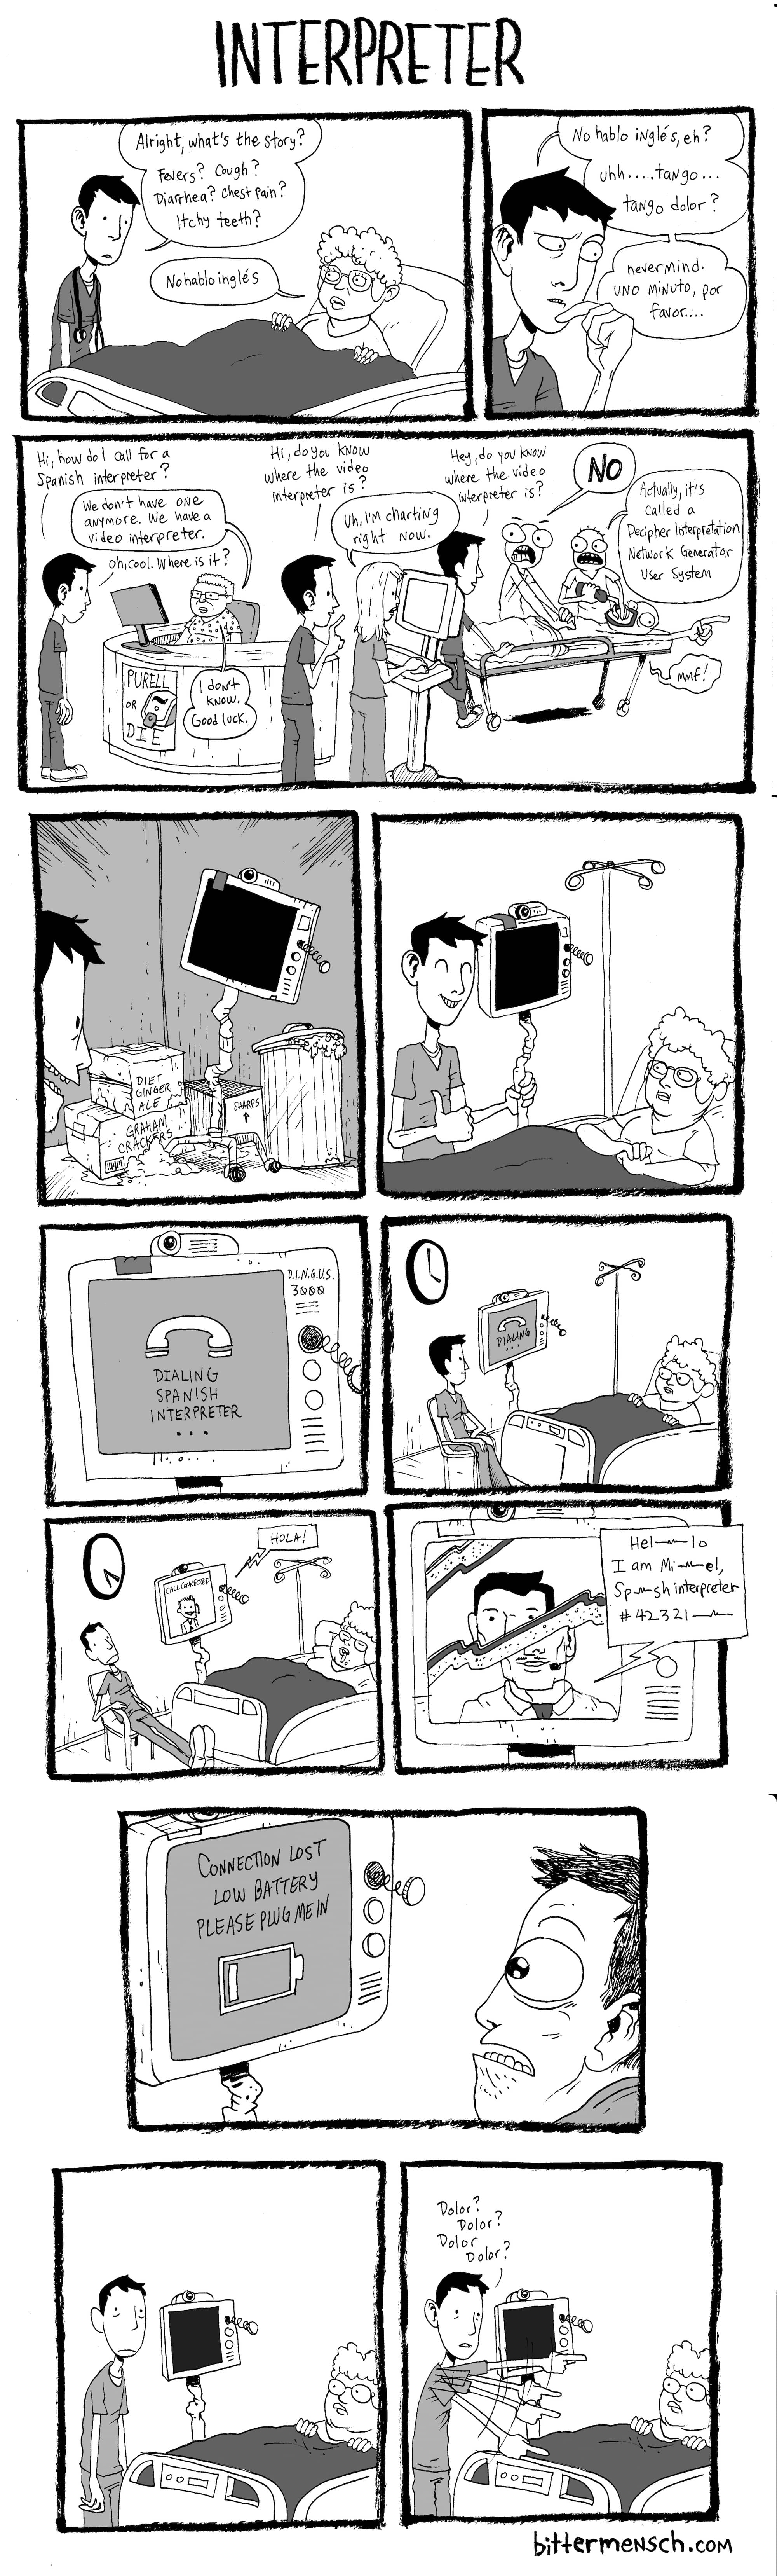 INTERPRETER
Alright, what's the story?
Fevers? Cough?
Diarrhea? Chest pain?
Itchy teeth?
No hablo inglés
No hablo inglés, eh?
uhh....tango...
tango dolor?
nevermind.
UNO MINUTO, por
favor....
Hi, how do I call for a
Spanish interpreter?
We don't have one
anymore. We have a
video interpreter.
oh, cool. Where is it?
I don't
know.
Good luck.
PURELL
OR
DIE
Hi, do you know
where the video
interpreter is?
Uh, I'm charting
right now.
Hey, do you know
where the video
interpreter is?
NO
Actually, it's
called a
Decipher Interpretation
Network Generator
User System
mmf!
DIET
GINGER
ALE
GRAHAM
CRACKERS
SHARPS
↑
D.I.N.G.U.S.
3000
DIALING
SPANISH
INTERPRETER
...
DIALING
...
CALL CONNECTED
HOLA!
Hel~lo
I am Mi~el,
Sp~sh interpreter
# 42321~
CONNECTION LOST
LOW BATTERY
PLEASE PLUG ME IN
Dolor?
Dolor?
Dolor
Dolor?
bittermensch.com